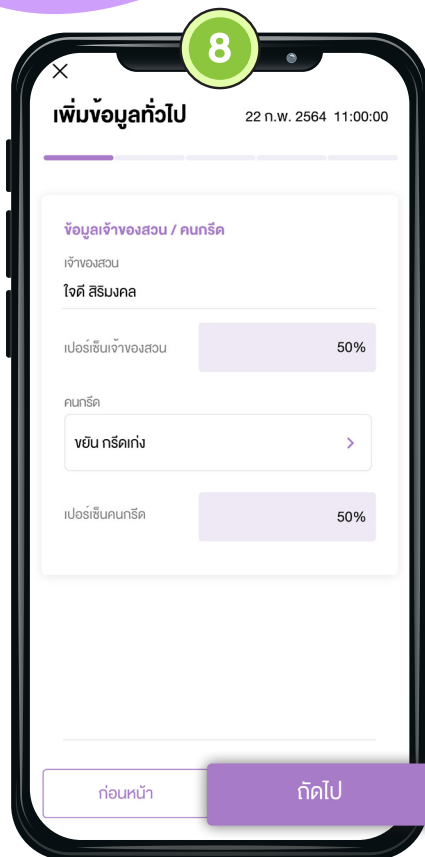 8
เพิ่มข้อมูลทั่วไป 22 ก.พ. 2564 11:00:00
ข้อมูลเจ้าของสวน / คนกรีด
เจ้าของสวน
ใจดี สิริมงคล
เปอร์เซ็นเจ้าของสวน 50%
คนกรีด
ขยัน กรีดเก่ง
เปอร์เซ็นคนกรีด 50%
ก่อนหน้า ถัดไป